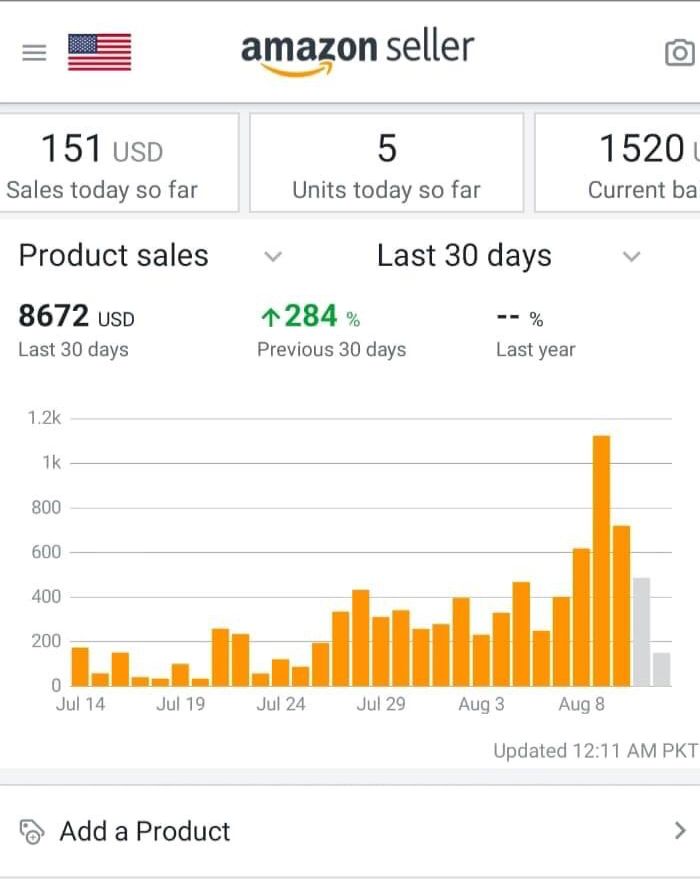 amazon seller
151 USD
Sales today so far
5
Units today so far
1520
Current ba
Product sales
Last 30 days
8672 USD
Last 30 days
↑284 %
Previous 30 days
-- %
Last year
1.2k
1k
800
600
400
200
0
Jul 14 Jul 19 Jul 24 Jul 29 Aug 3 Aug 8
Updated 12:11 AM PKT
Add a Product